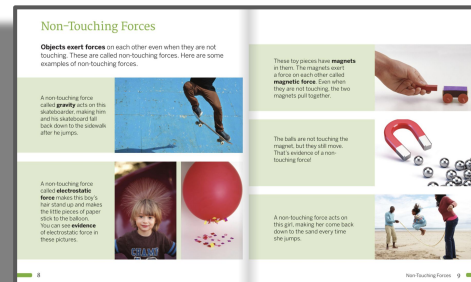 Non-Touching Forces
Objects exert forces on each other even when they are not
touching. These are called non-touching forces. Here are some
examples of non-touching forces.
A non-touching force
called gravity acts on this
skateboarder, making him
and his skateboard fall
back down to the sidewalk
after he jumps.
A non-touching force
called electrostatic
force makes this boy's
hair stand up and makes
the little pieces of paper
stick to the balloon.
You can see evidence
of electrostatic force in
these pictures.
8
These toy pieces have magnets
in them. The magnets exert
a force on each other called
magnetic force. Even when
they are not touching, the two
magnets pull together.
The balls are not touching the
magnet, but they still move.
That's evidence of a non-
touching force!
A non-touching force acts on
this girl, making her come back
down to the sand every time
she jumps.
Non-Touching Forces 9